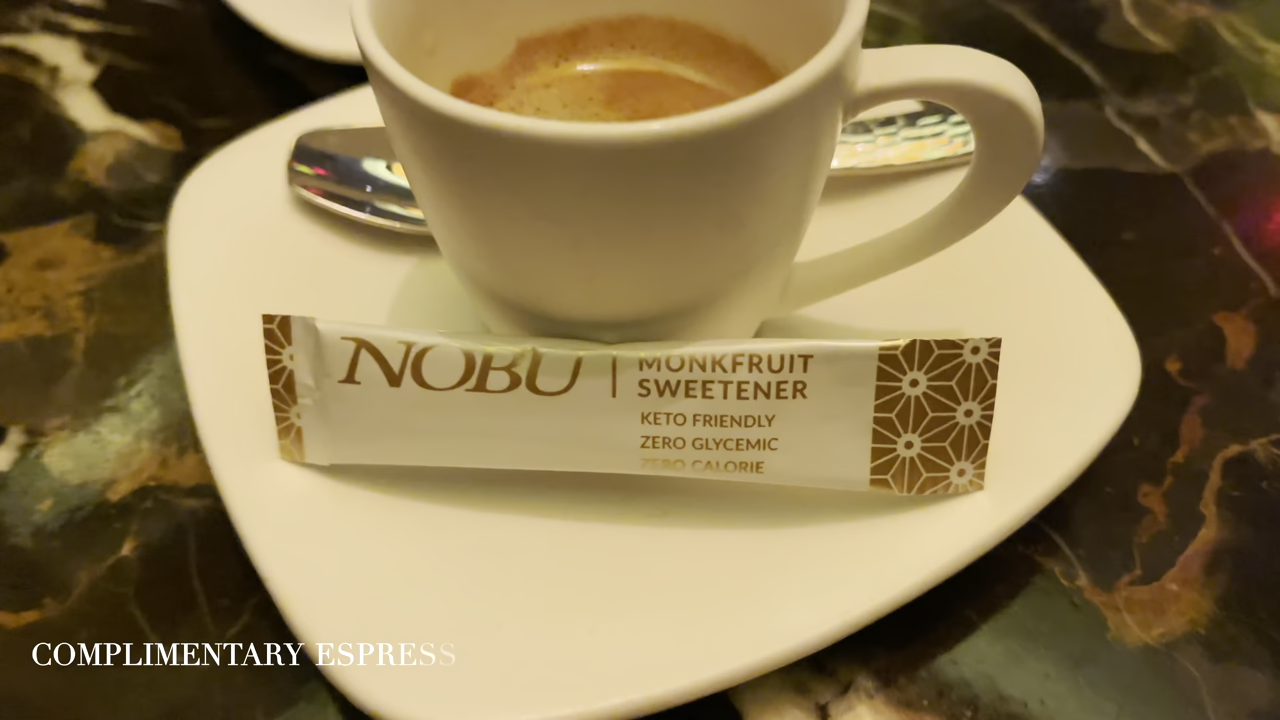 NOBU
MONKFRUIT
SWEETENER
KETO FRIENDLY
ZERO GLYCEMIC
ZERO CALORIE
COMPLIMENTARY ESPRESS